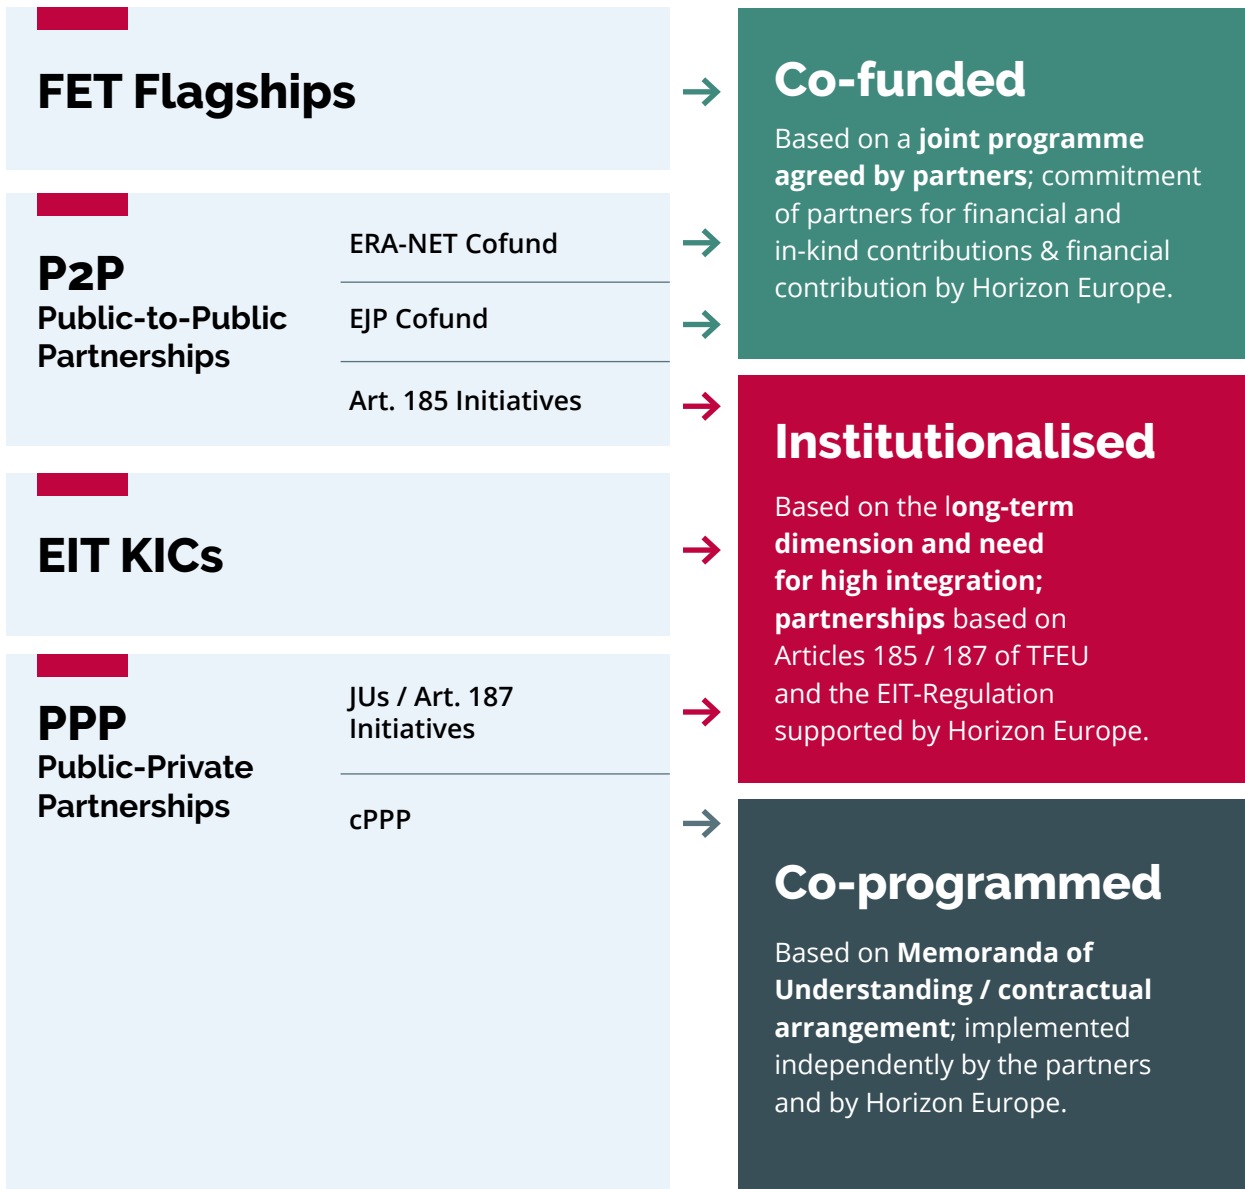 FET Flagships
Co-funded
Based on a joint programme
agreed by partners; commitment
of partners for financial and
in-kind contributions & financial
contribution by Horizon Europe.
P2P
Public-to-Public
Partnerships
ERA-NET Cofund
EJP Cofund
Art. 185 Initiatives
Institutionalised
Based on the long-term
dimension and need
for high integration;
partnerships based on
Articles 185 / 187 of TFEU
and the EIT-Regulation
supported by Horizon Europe.
EIT KICs
PPP
Public-Private
Partnerships
JUs / Art. 187
Initiatives
cPPP
Co-programmed
Based on Memoranda of
Understanding / contractual
arrangement; implemented
independently by the partners
and by Horizon Europe.